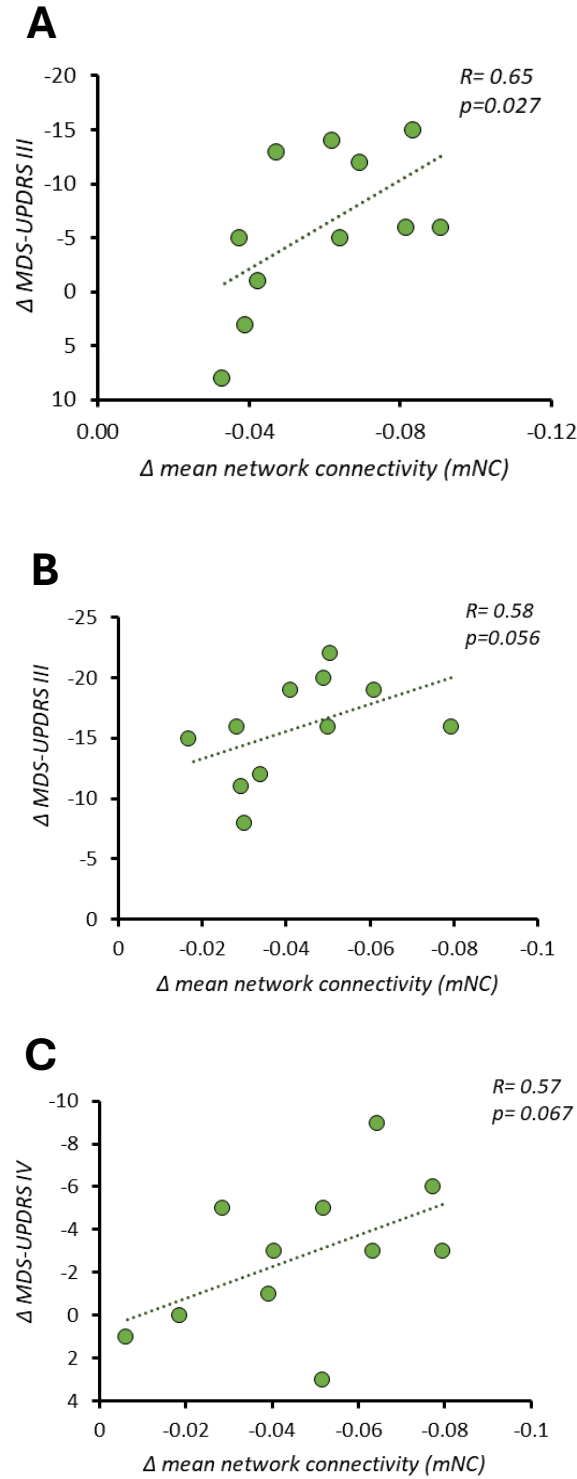 A
R= 0.65
p=0.027
Δ MDS-UPDRS III
-20
-15
-10
-5
0
5
10
0.00 -0.04 -0.08 -0.12
Δ mean network connectivity (mNC)
B
R= 0.58
p=0.056
Δ MDS-UPDRS III
-25
-20
-15
-10
-5
0
0 -0.02 -0.04 -0.06 -0.08 -0.1
Δ mean network connectivity (mNC)
C
R= 0.57
p= 0.067
Δ MDS-UPDRS IV
-10
-8
-6
-4
-2
0
2
4
0 -0.02 -0.04 -0.06 -0.08 -0.1
Δ mean network connectivity (mNC)